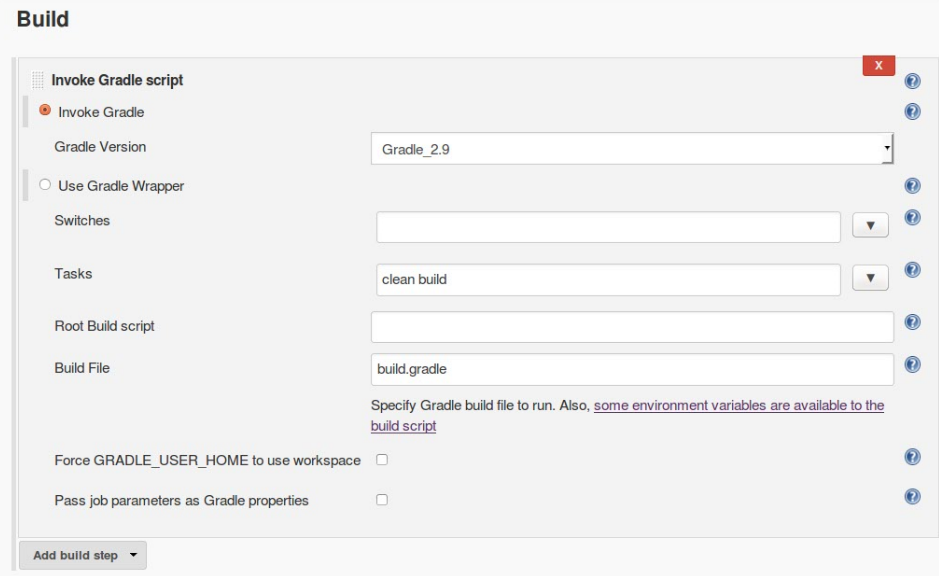 Build
X
Invoke Gradle script
Invoke Gradle
Gradle Version
Gradle_2.9
Use Gradle Wrapper
Switches
Tasks
clean build
Root Build script
Build File
build.gradle
Specify Gradle build file to run. Also, some environment variables are available to the
build script
Force GRADLE_USER_HOME to use workspace
Pass job parameters as Gradle properties
Add build step